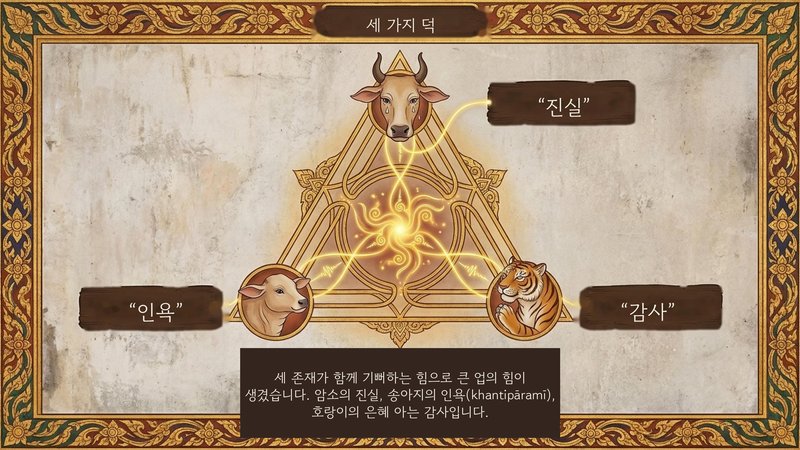 세 가지 덕
“진실”
“인욕”
“감사”
세 존재가 함께 기뻐하는 힘으로 큰 업의 힘이
생겼습니다. 암소의 진실, 송아지의 인욕(khantipāramī),
호랑이의 은혜 아는 감사입니다.